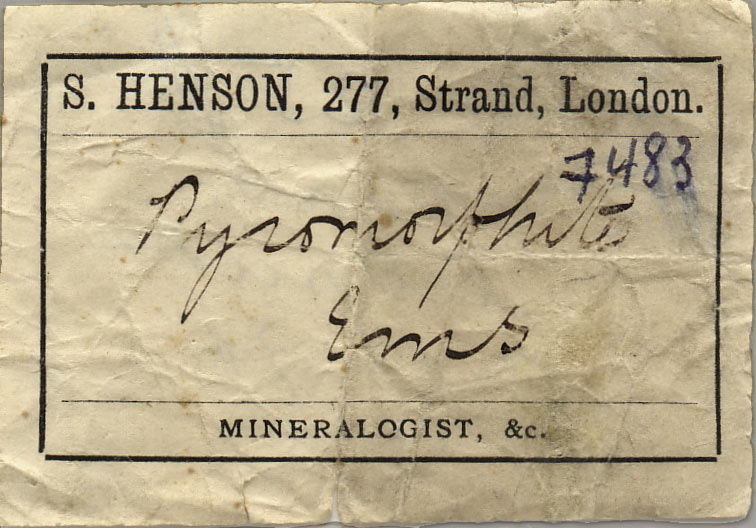 S. HENSON, 277, Strand, London.
7483
Pyromorphite
Ems
MINERALOGIST, &c.